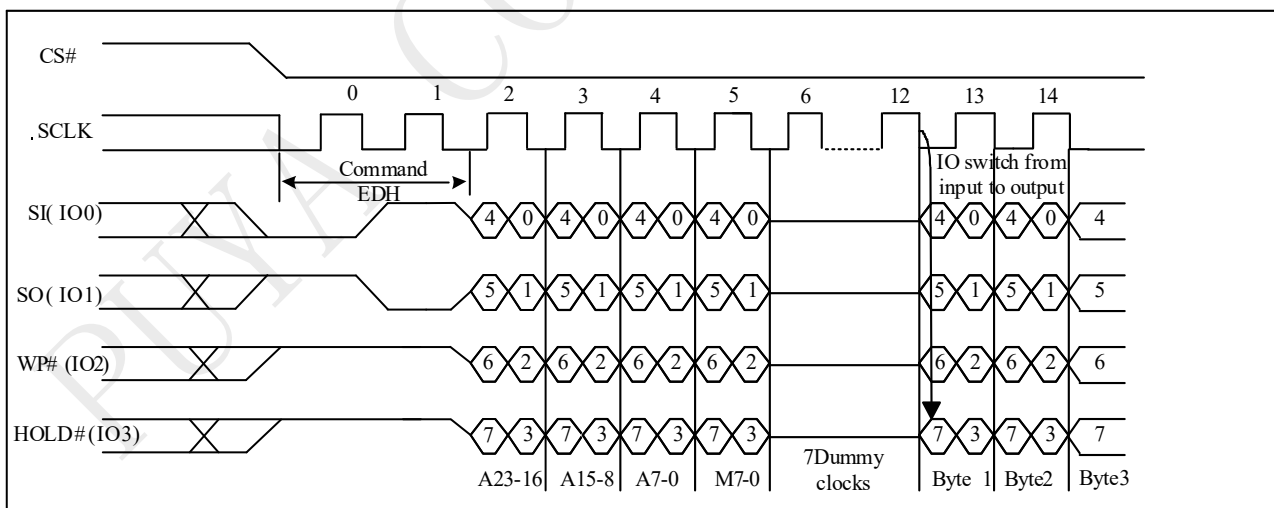 CS#
0 1 2 3 4 5 6 12 13 14
SCLK
Command
EDH
IO switch from
input to output
SI( IO0) 4 0 4 0 4 0 4 0 4 0 4 0 4
SO( IO1) 5 1 5 1 5 1 5 1 5 1 5 1 5
WP# (IO2) 6 2 6 2 6 2 6 2 6 2 6 2 6
HOLD# (IO3) 7 3 7 3 7 3 7 3 7 3 7 3 7
A23-16 A15-8 A7-0 M7-0
7Dummy
clocks
Byte 1 Byte2 Byte3
PUYA